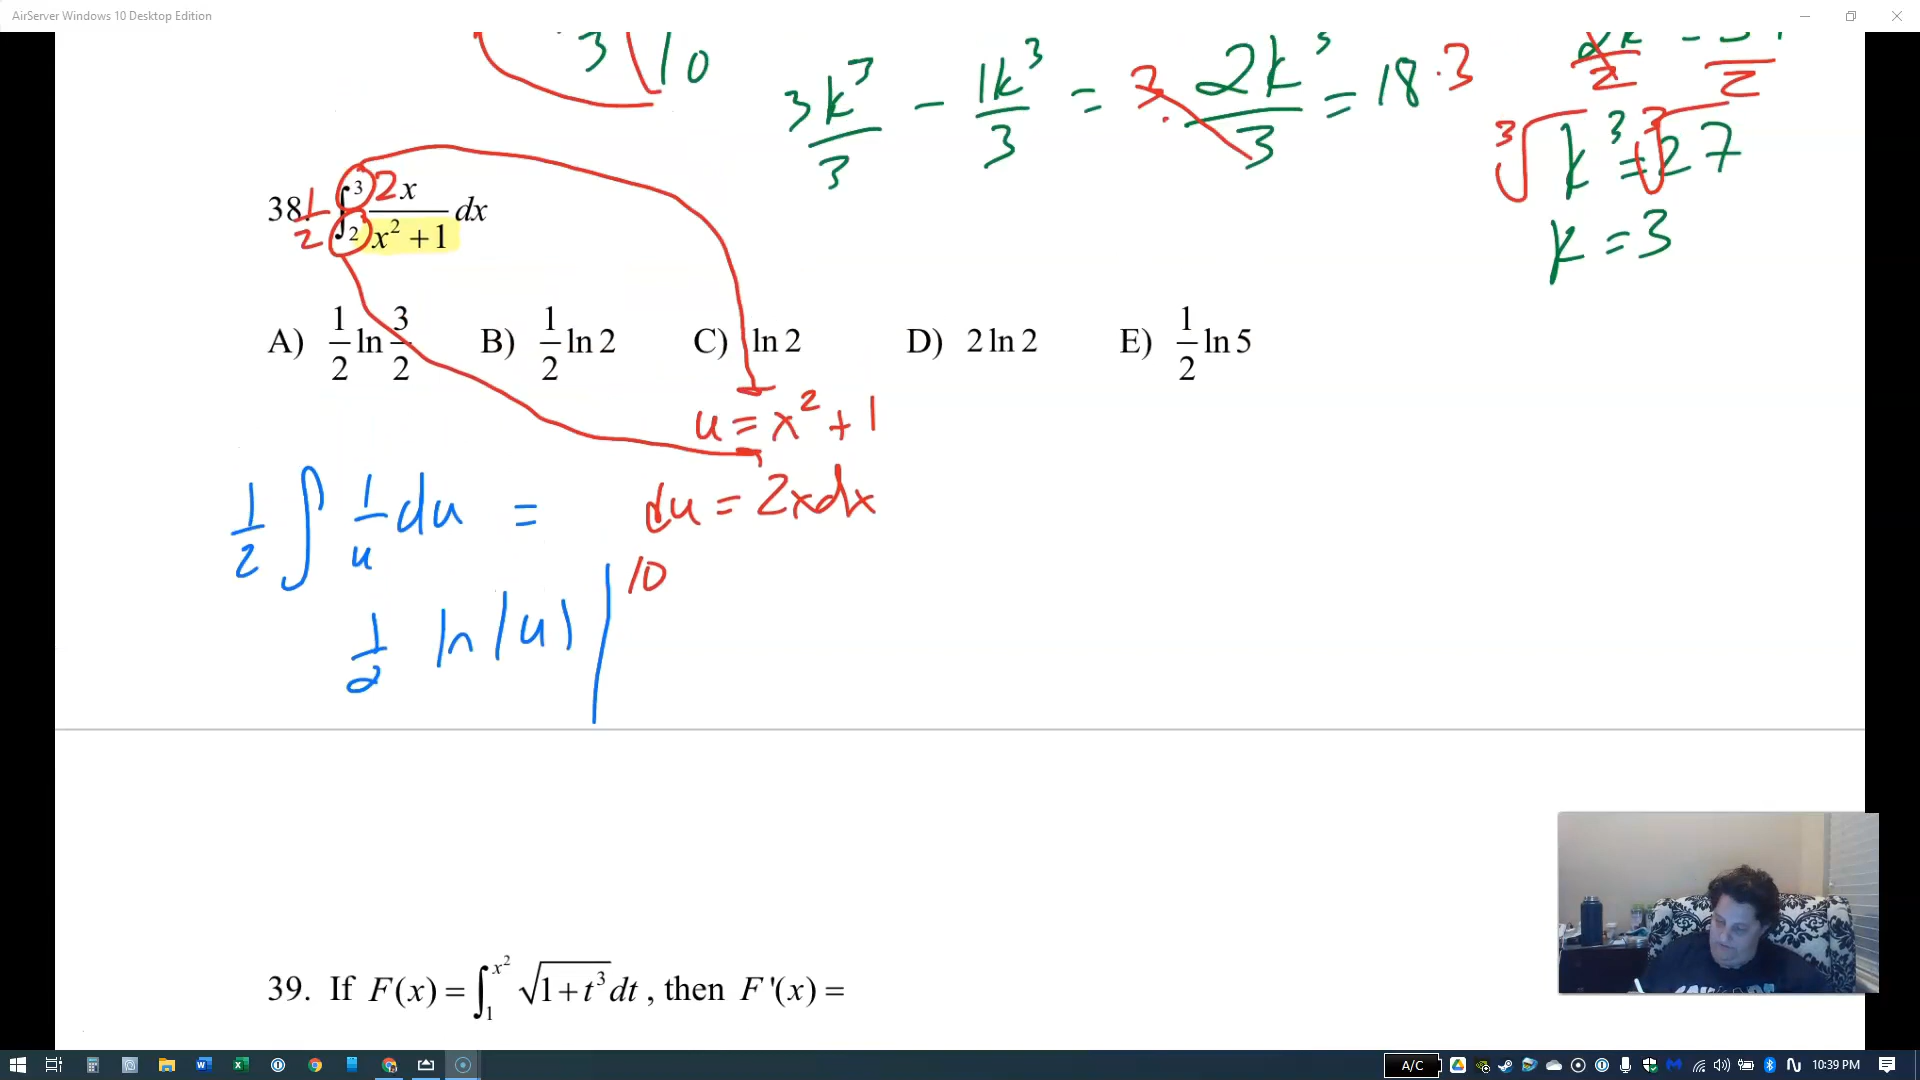 AirServer Windows 10 Desktop Edition
3 | 10
3k³/3 − 1k³/3 = 3 · 2k³/3 = 18 · 3
∛k³ = ∛27
k = 3
38. 1/2 ∫₂³ 2x/(x² + 1) dx
A) 1/2 ln 3/2 B) 1/2 ln 2 C) ln 2 D) 2 ln 2 E) 1/2 ln 5
u = x² + 1
du = 2xdx
1/2 ∫ 1/u du =
1/2 ln |u| | 10
39. If F(x) = ∫₁^(x²) √(1 + t³) dt , then F '(x) =
A/C 10:39 PM